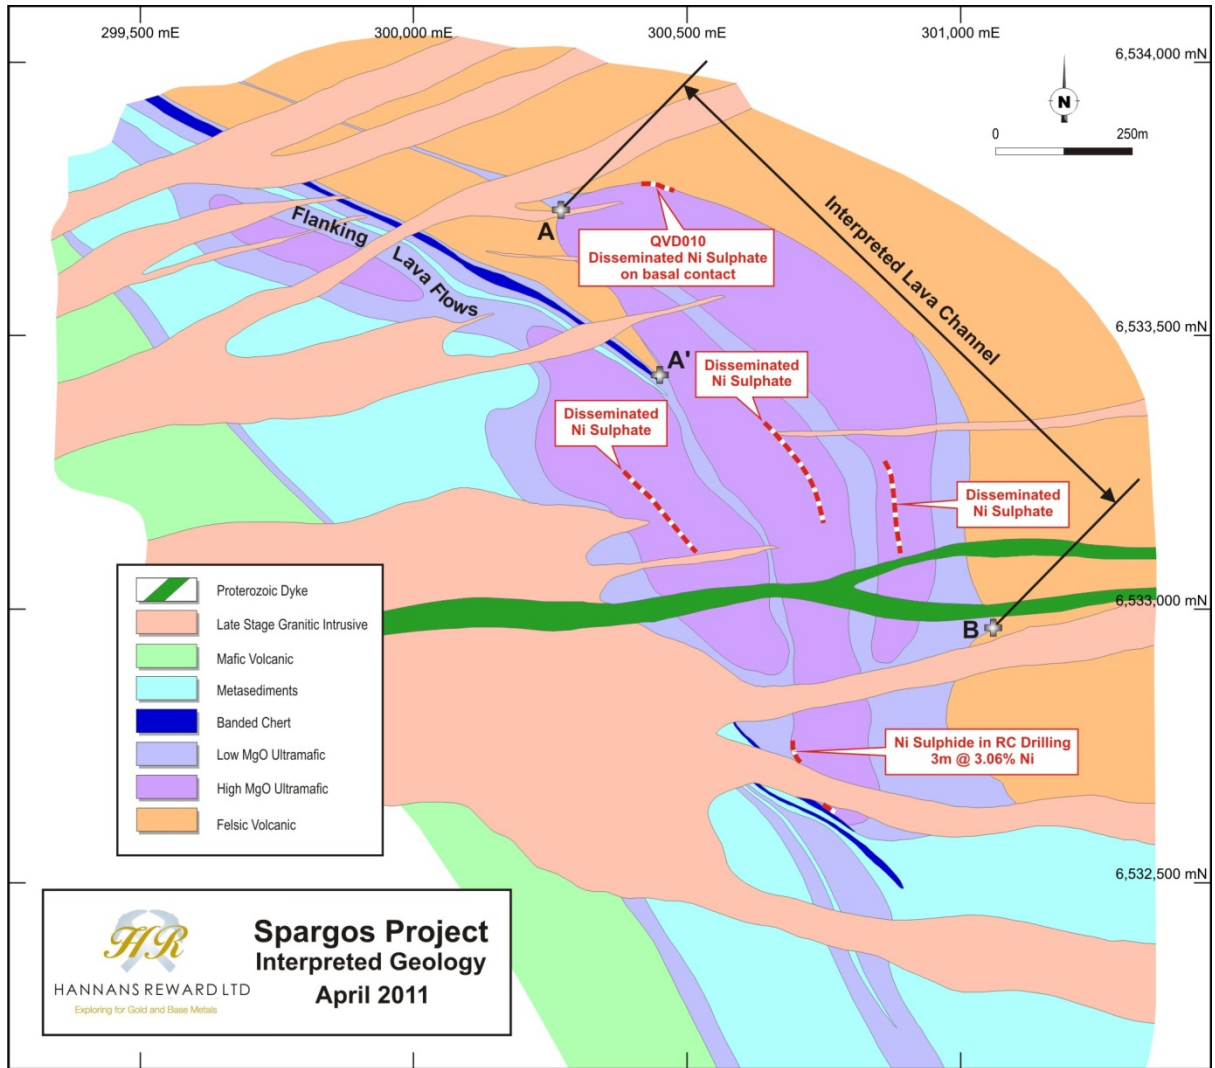 299,500 mE
300,000 mE
300,500 mE
301,000 mE
6,534,000 mN
N
0
250m
Interpreted Lava Channel
A
QVD010
Disseminated Ni Sulphate
on basal contact
Flanking
Lava Flows
6,533,500 mN
A'
Disseminated
Ni Sulphate
Disseminated
Ni Sulphate
Disseminated
Ni Sulphate
6,533,000 mN
B
Ni Sulphide in RC Drilling
3m @ 3.06% Ni
6,532,500 mN
Proterozoic Dyke
Late Stage Granitic Intrusive
Mafic Volcanic
Metasediments
Banded Chert
Low MgO Ultramafic
High MgO Ultramafic
Felsic Volcanic
HR
HANNANS REWARD LTD
Exploring for Gold and Base Metals
Spargos Project
Interpreted Geology
April 2011